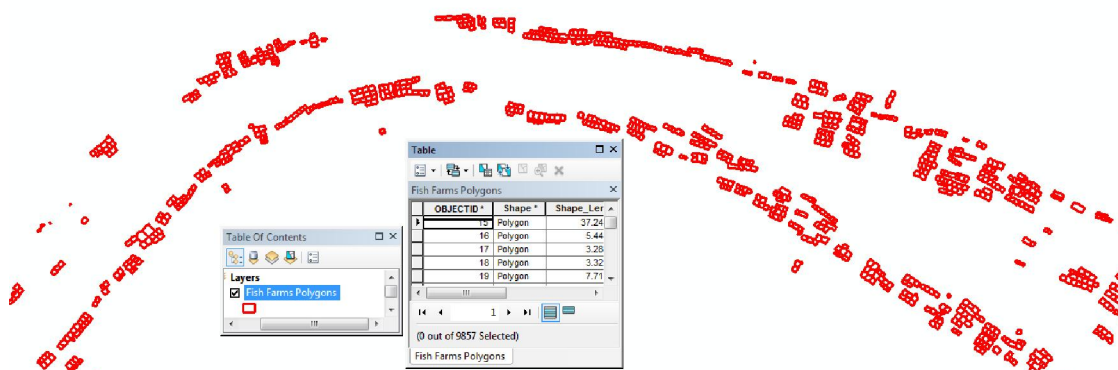 Table
Fish Farms Polygons
OBJECTID * Shape * Shape_Ler
15 Polygon 37.24
16 Polygon 5.44
17 Polygon 3.28
18 Polygon 3.32
19 Polygon 7.71
1
(0 out of 9857 Selected)
Fish Farms Polygons
Table Of Contents
Layers
Fish Farms Polygons